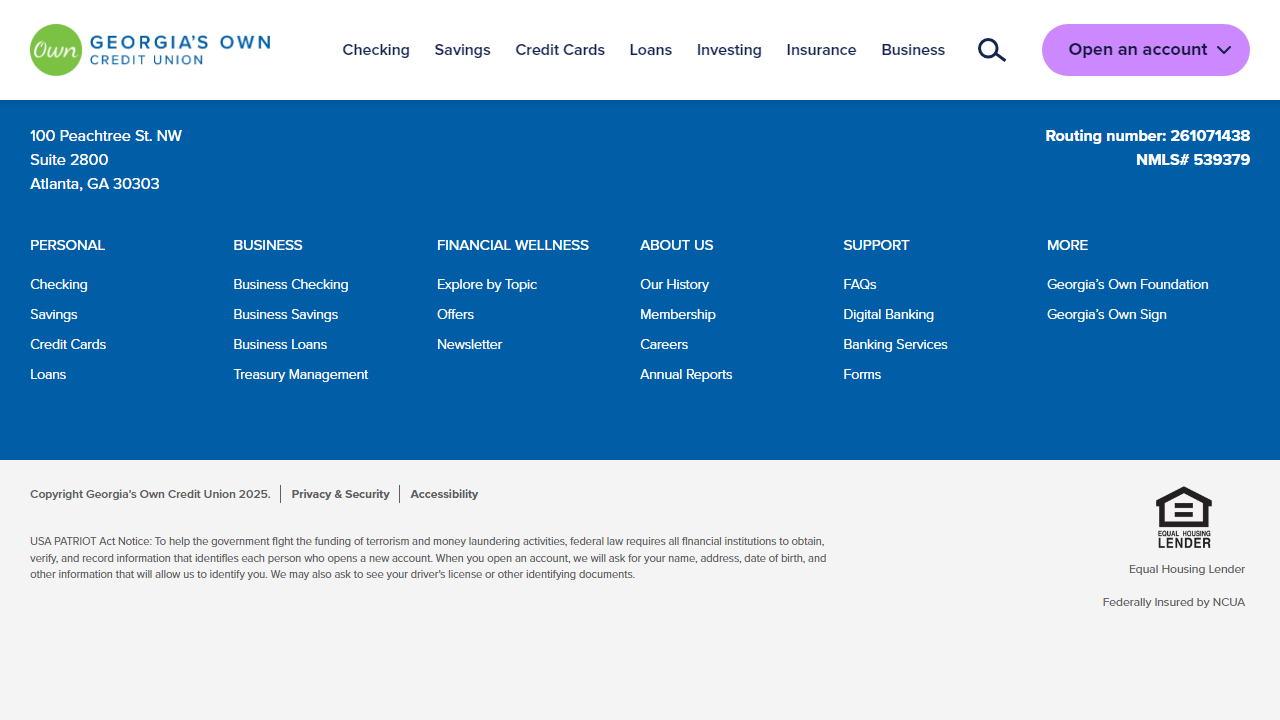 Own GEORGIA'S OWN
CREDIT UNION
Checking Savings Credit Cards Loans Investing Insurance Business
Open an account
100 Peachtree St. NW
Suite 2800
Atlanta, GA 30303
Routing number: 261071438
NMLS# 539379
PERSONAL
Checking
Savings
Credit Cards
Loans
BUSINESS
Business Checking
Business Savings
Business Loans
Treasury Management
FINANCIAL WELLNESS
Explore by Topic
Offers
Newsletter
ABOUT US
Our History
Membership
Careers
Annual Reports
SUPPORT
FAQs
Digital Banking
Banking Services
Forms
MORE
Georgia's Own Foundation
Georgia's Own Sign
Copyright Georgia's Own Credit Union 2025. Privacy & Security Accessibility
USA PATRIOT Act Notice: To help the government fight the funding of terrorism and money laundering activities, federal law requires all financial institutions to obtain,
verify, and record information that identifies each person who opens a new account. When you open an account, we will ask for your name, address, date of birth, and
other information that will allow us to identify you. We may also ask to see your driver's license or other identifying documents.
EQUAL HOUSING
LENDER
Equal Housing Lender
Federally Insured by NCUA